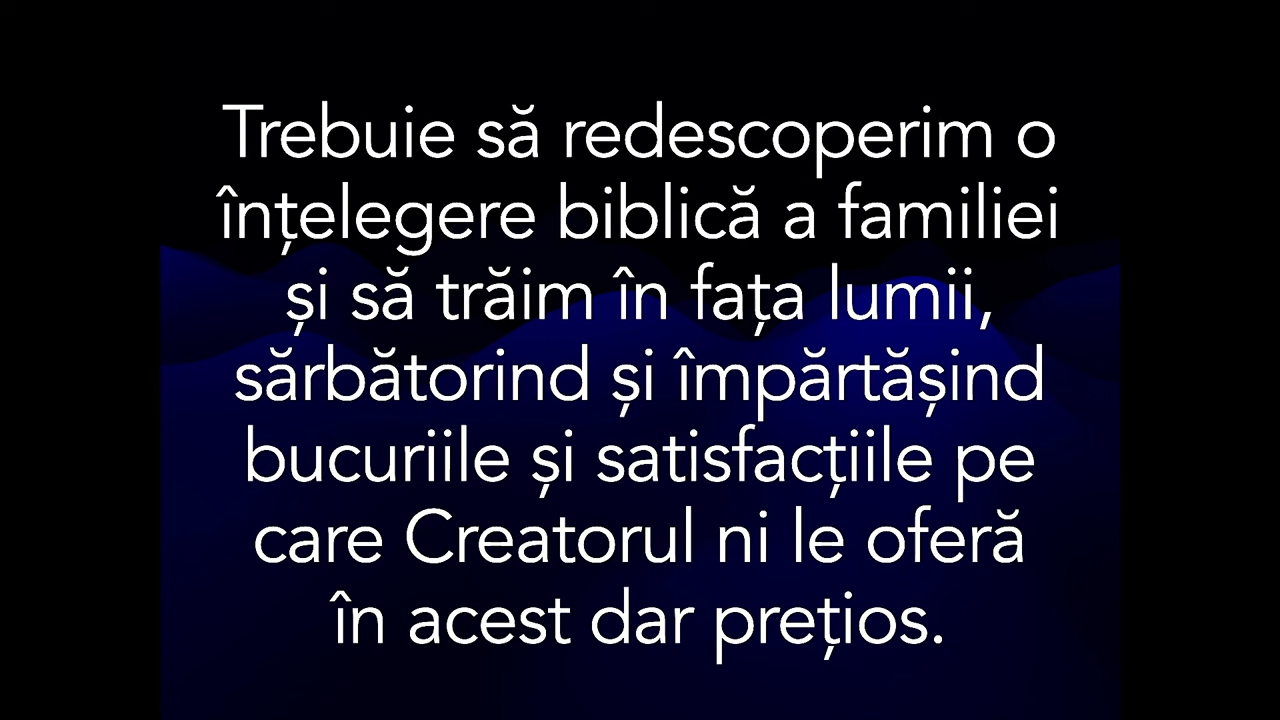 Trebuie să redescoperim o
înțelegere biblică a familiei
și să trăim în fața lumii,
sărbătorind și împărtășind
bucuriile și satisfacțiile pe
care Creatorul ni le oferă
în acest dar prețios.